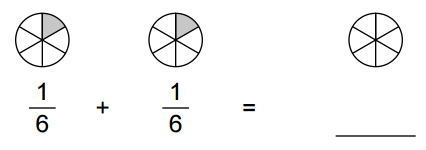 1/6 + 1/6 =